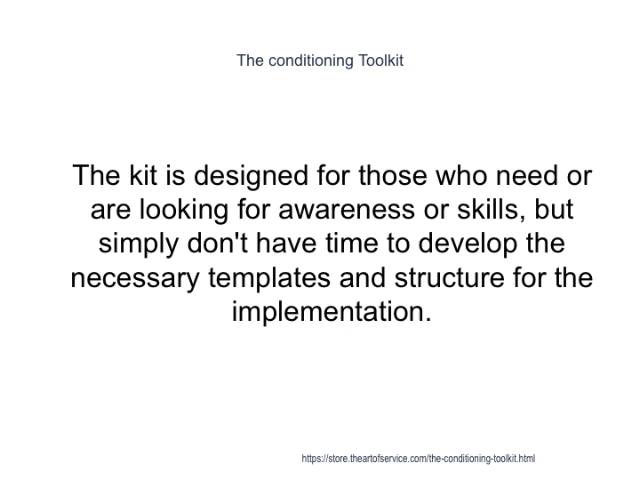 The conditioning Toolkit
The kit is designed for those who need or
are looking for awareness or skills, but
simply don't have time to develop the
necessary templates and structure for the
implementation.
https://store.theartofservice.com/the-conditioning-toolkit.html